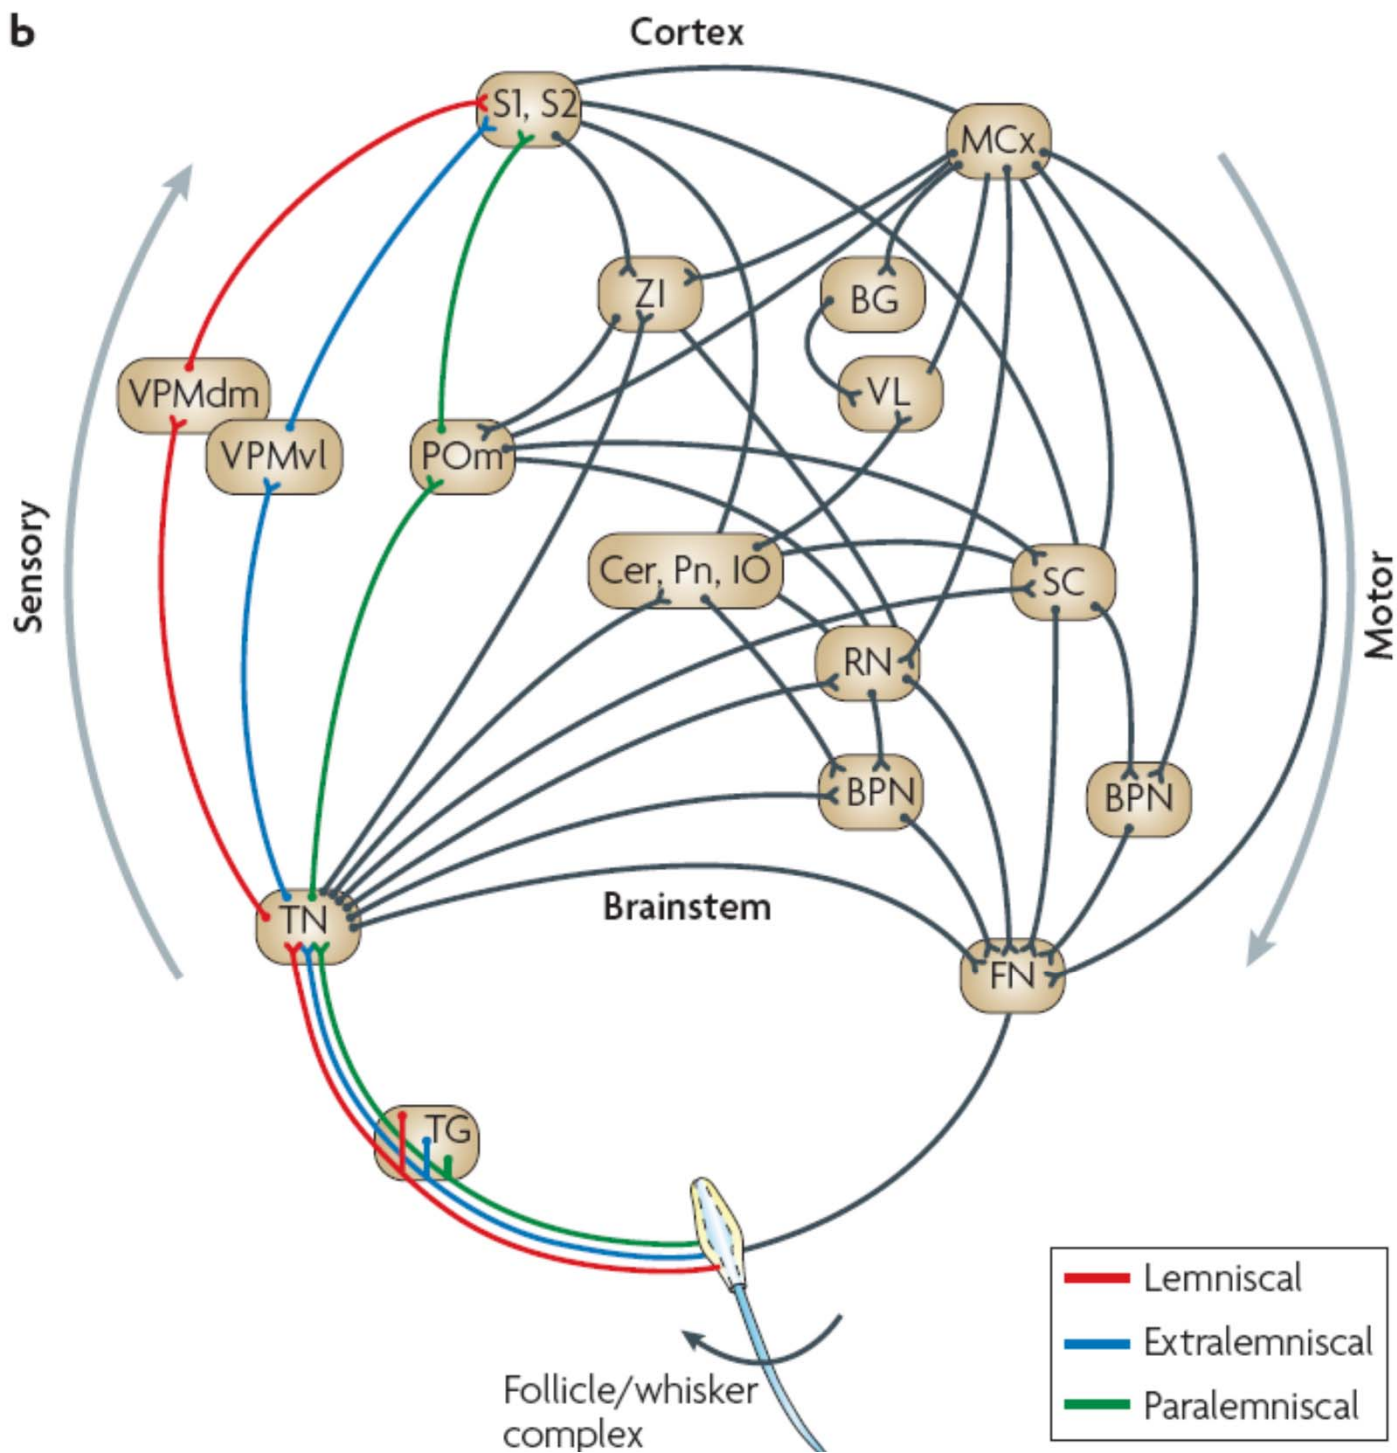 b
Cortex
S1, S2
MCx
ZI
BG
VPMdm
VL
VPMvl
POm
Sensory
Cer, Pn, IO
SC
Motor
RN
BPN
BPN
TN
Brainstem
FN
TG
Lemniscal
Extralemniscal
Paralemniscal
Follicle/whisker
complex